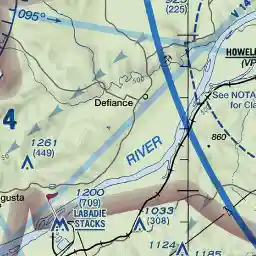 095°
(225)
V 14
HOWELL
(VP
500
Defiance
See NOTA
for Cla
4
860
1261
(449)
RIVER
1200
(709)
gusta
LABADIE
STACKS
1033
(308)
1124
1185